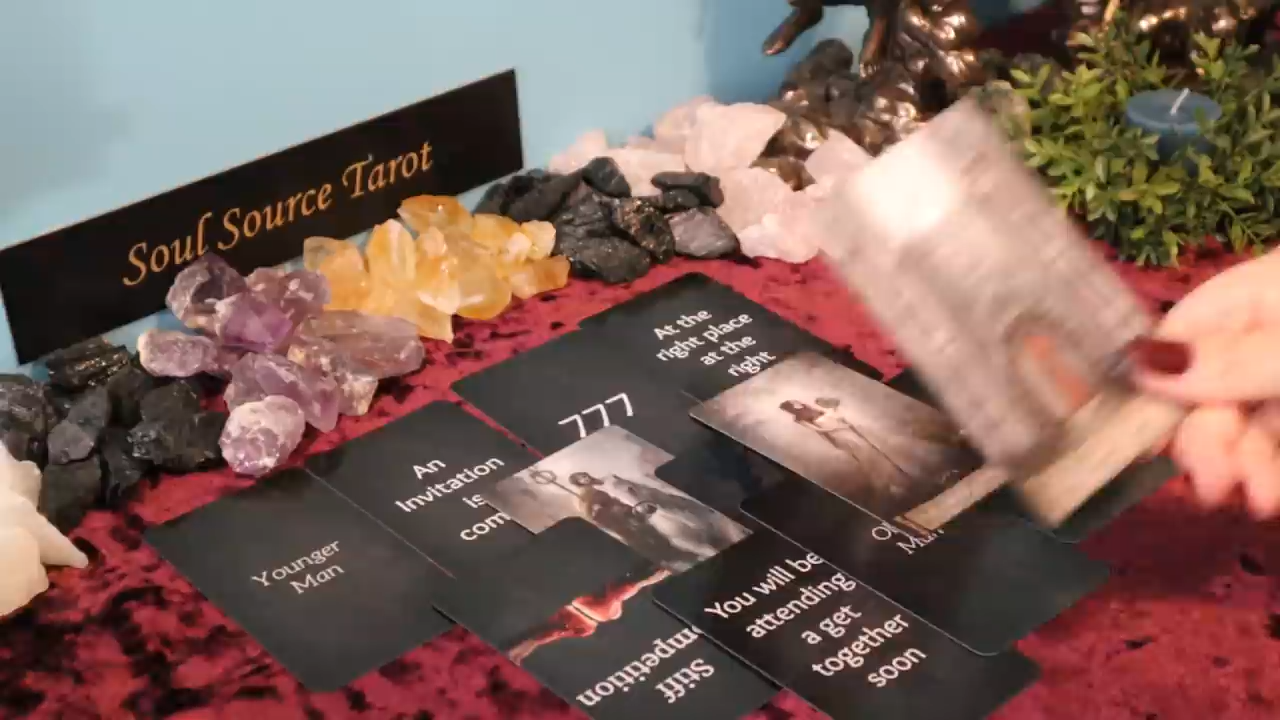 Soul Source Tarot
At the
right place
at the
right
777
An
Invitation
is
Younger
Man
You will be
attending
a get
together
soon
Stiff